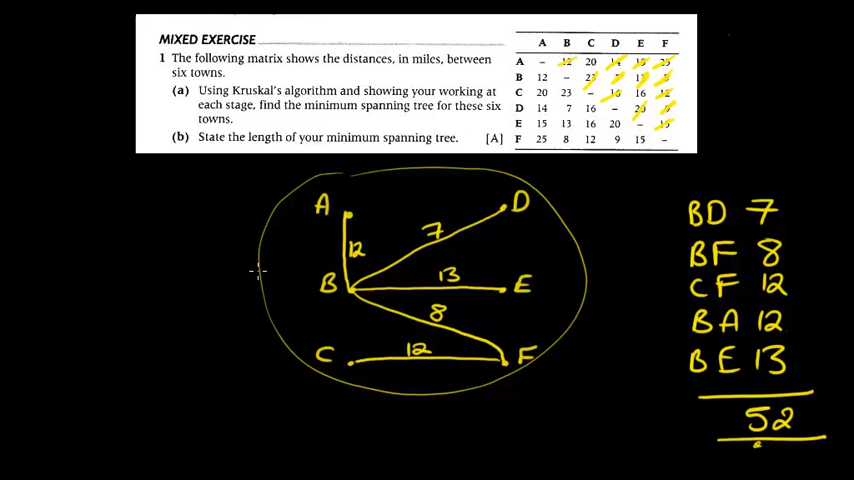 MIXED EXERCISE
1 The following matrix shows the distances, in miles, between
six towns.
(a) Using Kruskal's algorithm and showing your working at
each stage, find the minimum spanning tree for these six
towns.
(b) State the length of your minimum spanning tree. [A]
A B C D E F
A – 12 20 14 15 25
B 12 – 23 7 13 8
C 20 23 – 16 16 12
D 14 7 16 – 20 9
E 15 13 16 20 – 15
F 25 8 12 9 15 –
A D
12 7
B 13 E
8
C 12 F
BD 7
BF 8
CF 12
BA 12
BE 13
52